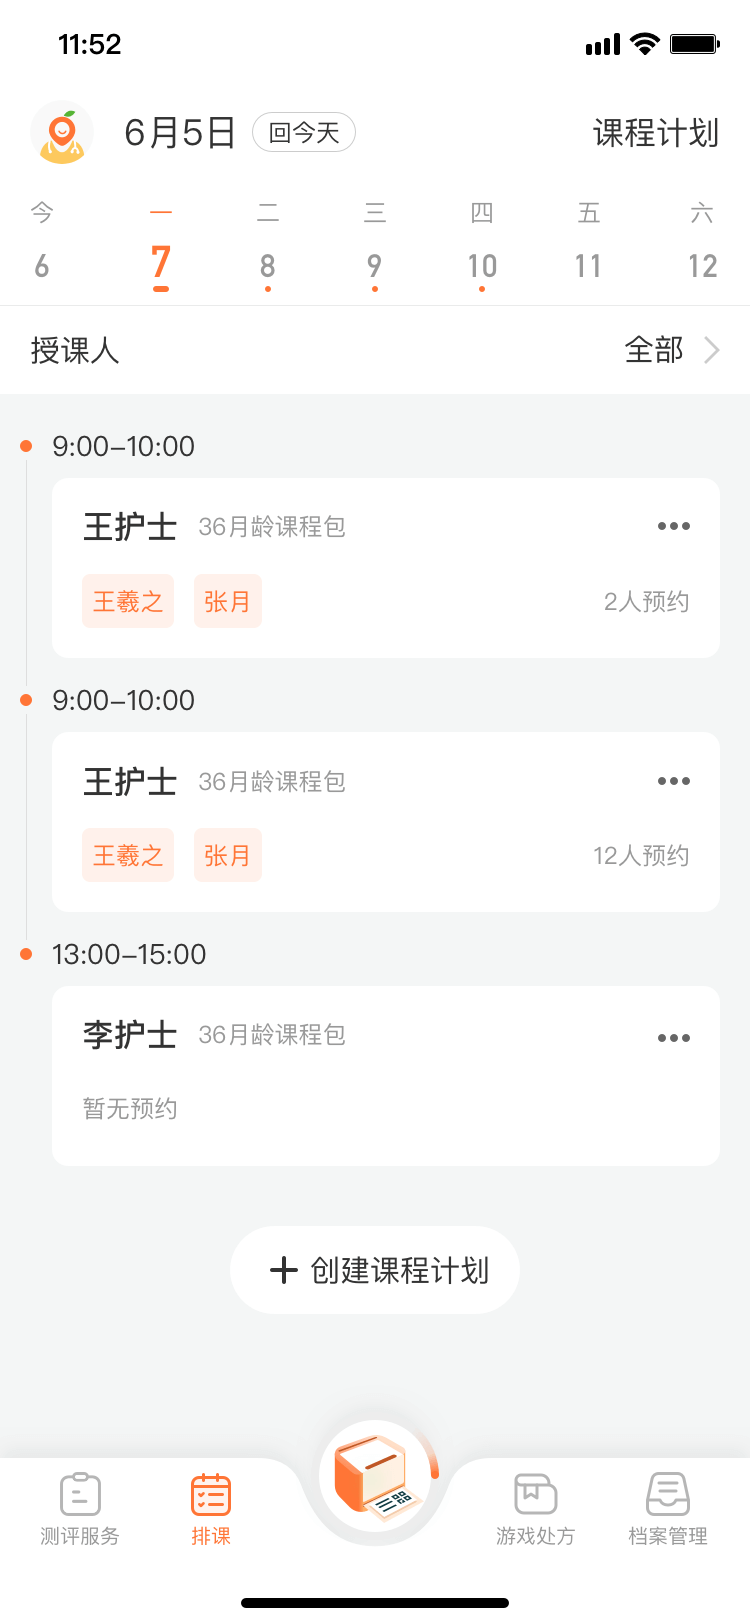 11:52
6月5日 回今天 课程计划
今 一 二 三 四 五 六
6 7 8 9 10 11 12
授课人 全部
9:00–10:00
王护士 36月龄课程包
王羲之 张月 2人预约
9:00–10:00
王护士 36月龄课程包
王羲之 张月 12人预约
13:00–15:00
李护士 36月龄课程包
暂无预约
创建课程计划
测评服务 排课 游戏处方 档案管理